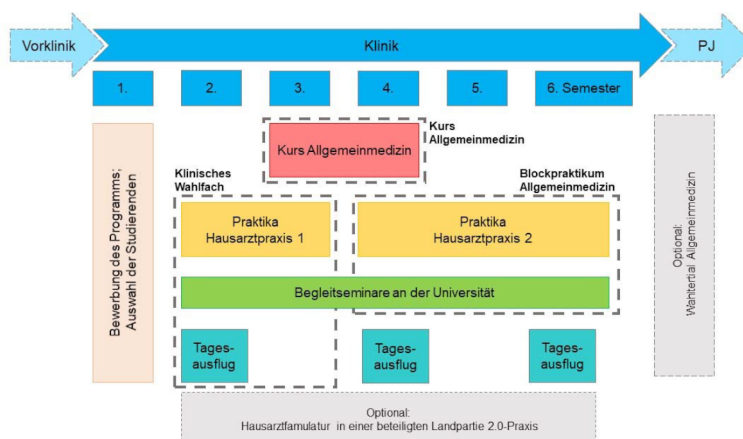 Vorklinik
Klinik
PJ
1.
2.
3.
4.
5.
6. Semester
Kurs Allgemeinmedizin
Kurs
Allgemeinmedizin
Klinisches
Wahlfach
Blockpraktikum
Allgemeinmedizin
Bewerbung des Programms;
Auswahl der Studierenden
Praktika
Hausarztpraxis 1
Praktika
Hausarztpraxis 2
Optional:
Wahltertial Allgemeinmedizin
Begleitseminare an der Universität
Tages-
ausflug
Tages-
ausflug
Tages-
ausflug
Optional:
Hausarztfamulatur in einer beteiligten Landpartie 2.0-Praxis